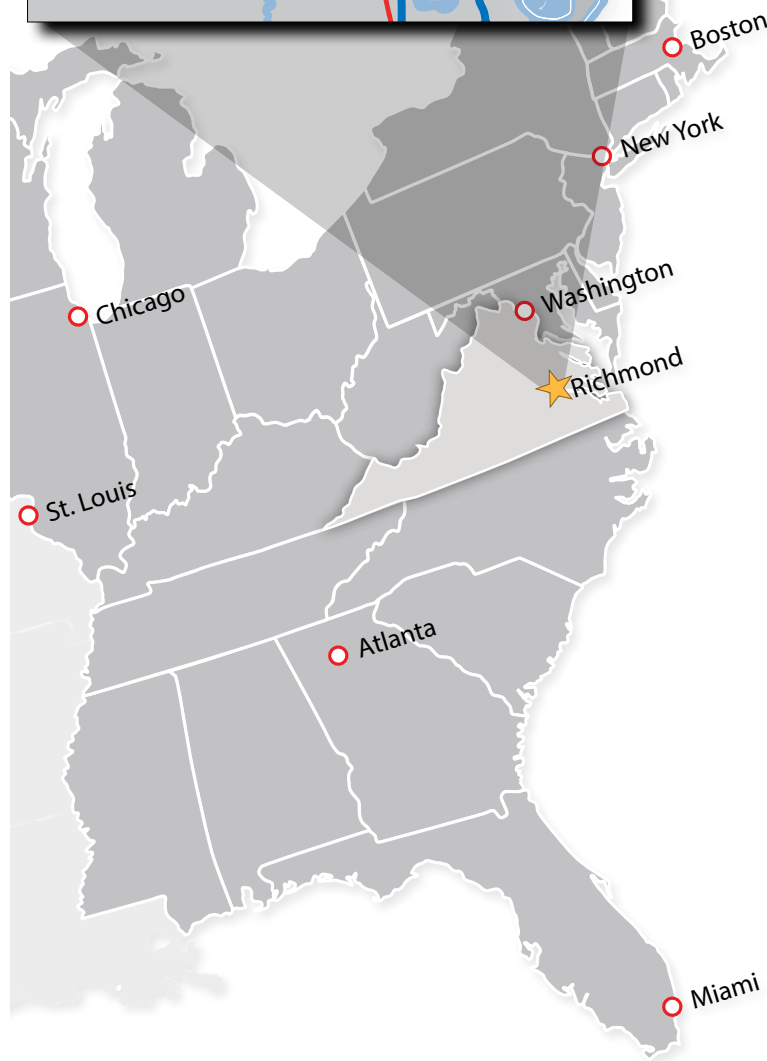 Boston
New York
Washington
Chicago
Richmond
St. Louis
Atlanta
Miami